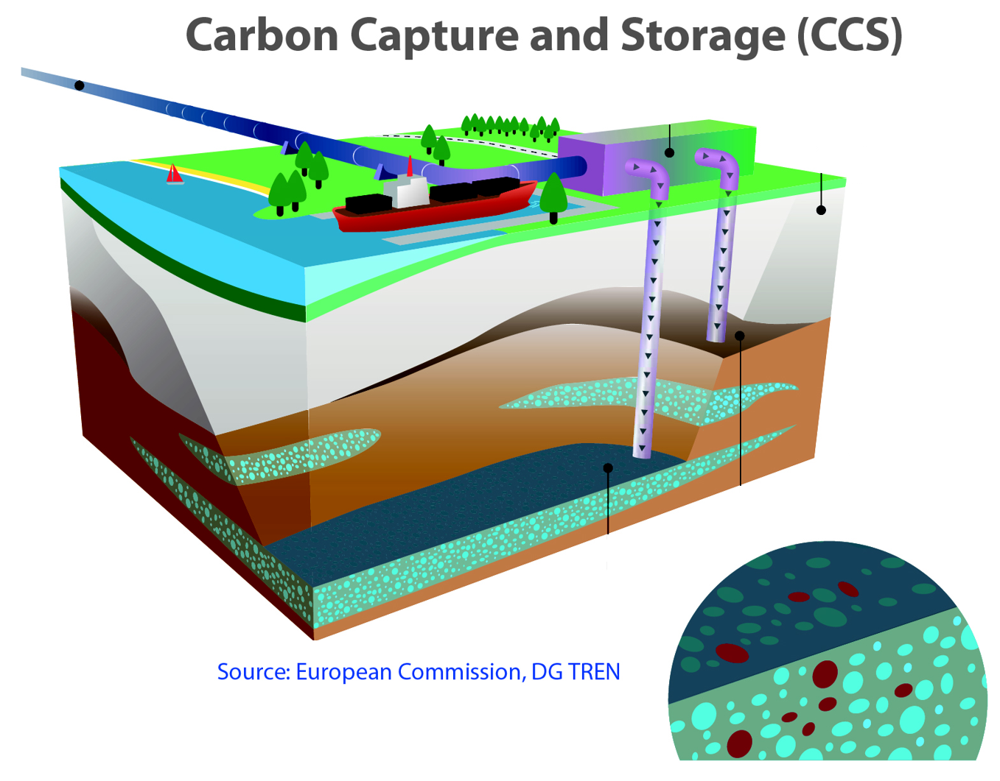 Carbon Capture and Storage (CCS)
Source: European Commission, DG TREN